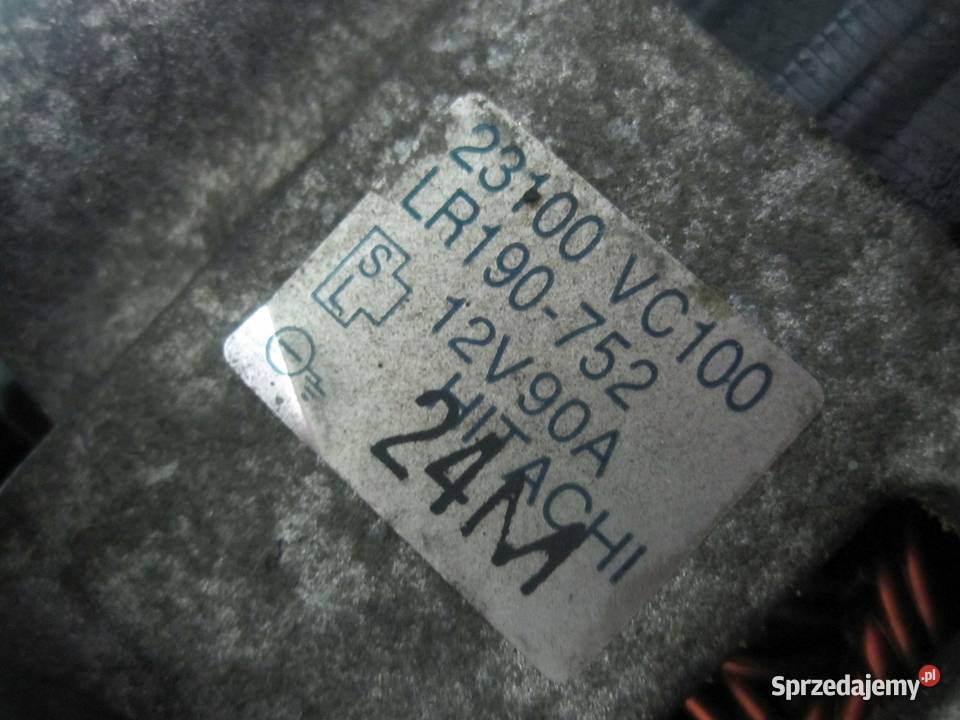 23100 VC100
LR190-752
S
L
12V90A
HITACHI
24M
Sprzedajemy.pl